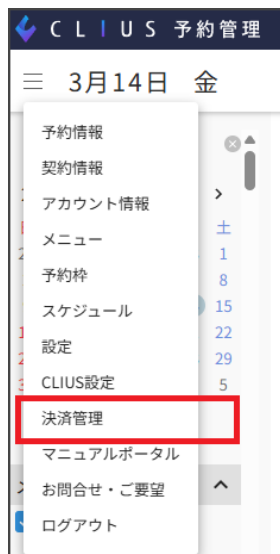 CLIUS 予約管理
3月14日 金
予約情報
契約情報
アカウント情報
メニュー
予約枠
スケジュール
設定
CLIUS設定
決済管理
マニュアルポータル
お問合せ・ご要望
ログアウト
土
1
8
15
22
29
5